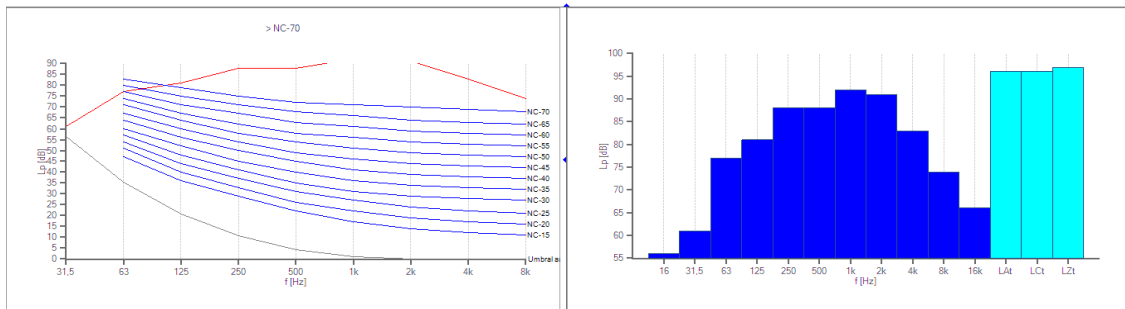 > NC-70
Lp [dB]
90
85
80
75
70
65
60
55
50
45
40
35
30
25
20
15
10
5
0
31.5 63 125 250 500 1k 2k 4k 8k
f [Hz]
NC-70
NC-65
NC-60
NC-55
NC-50
NC-45
NC-40
NC-35
NC-30
NC-25
NC-20
NC-15
Umbral
Lp [dB]
100
95
90
85
80
75
70
65
60
55
16 31.5 63 125 250 500 1k 2k 4k 8k 16k LAt LCt LZt
f [Hz]